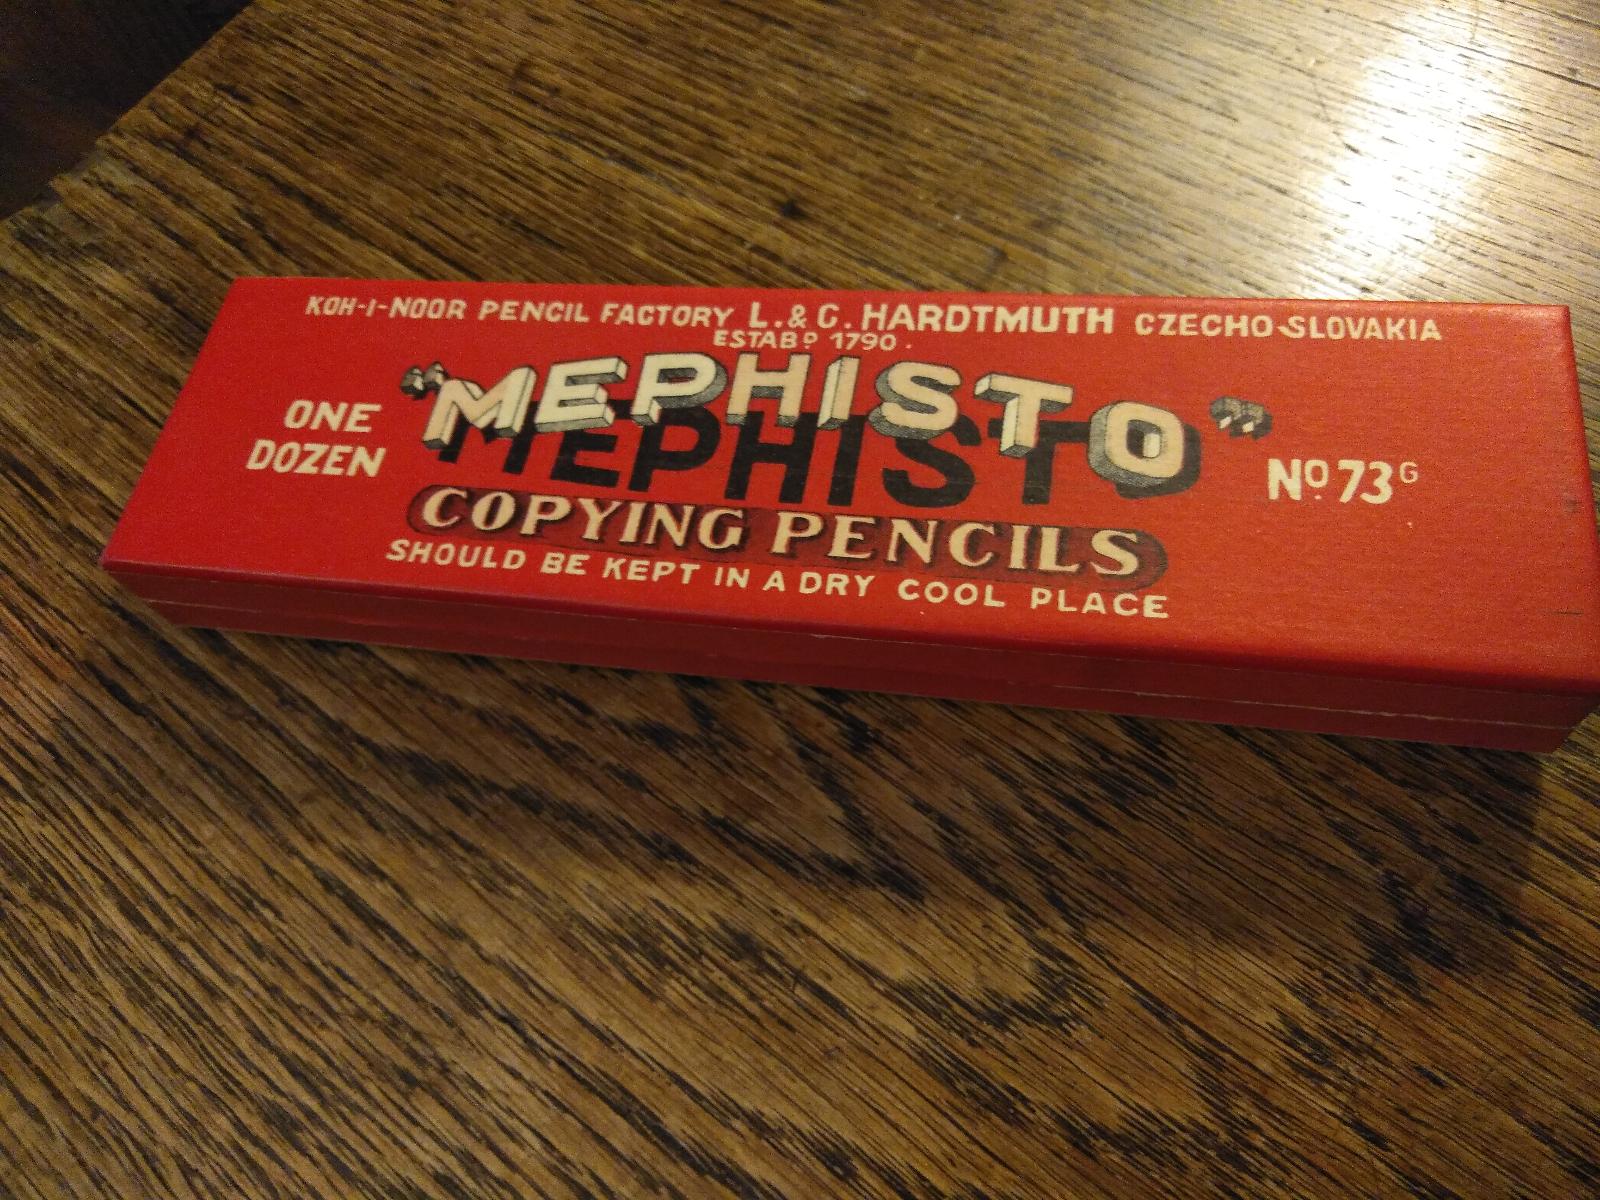 KOH-I-NOOR PENCIL FACTORY L. & C. HARDTMUTH CZECHO-SLOVAKIA
ESTABD 1790.
"MEPHISTO"
MEPHISTO
ONE
DOZEN
No 73G
COPYING PENCILS
SHOULD BE KEPT IN A DRY COOL PLACE